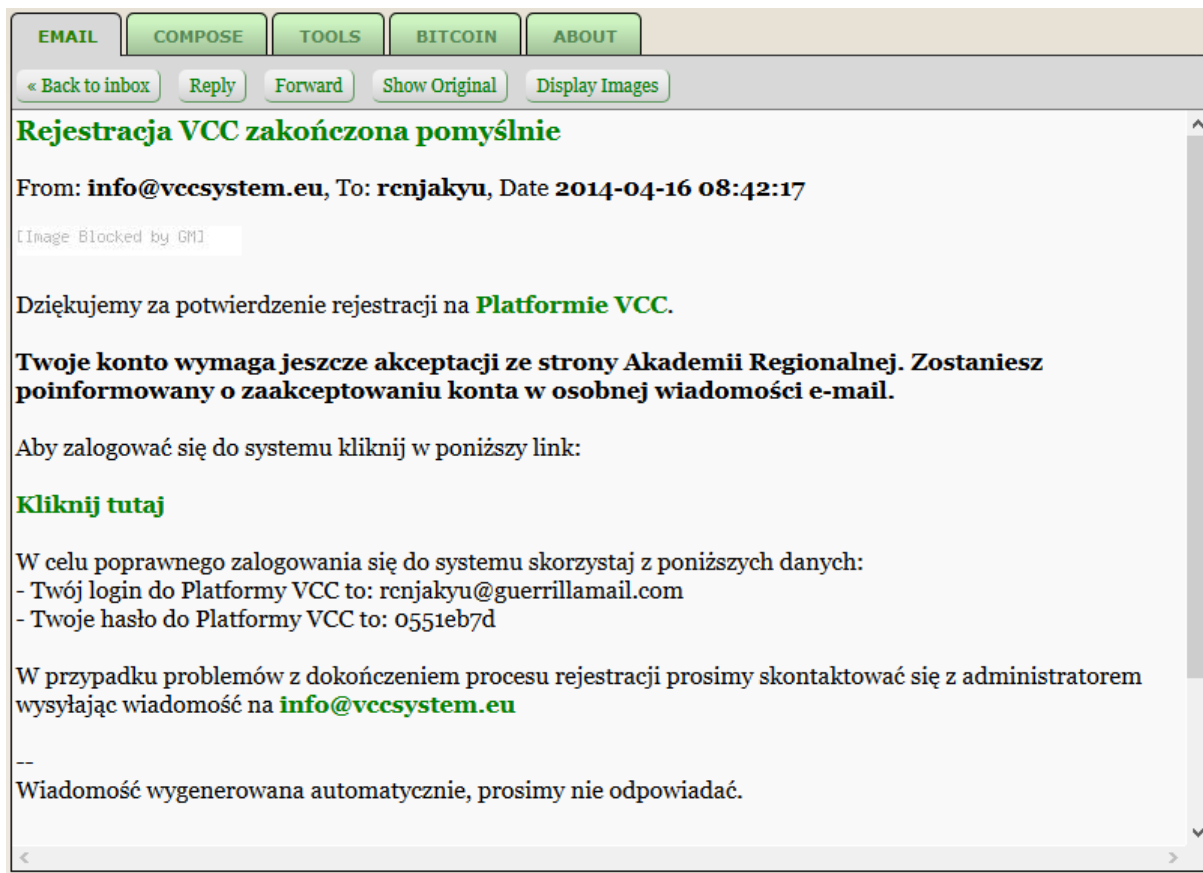 EMAIL COMPOSE TOOLS BITCOIN ABOUT
« Back to inbox Reply Forward Show Original Display Images
Rejestracja VCC zakończona pomyślnie
From: info@vccsystem.eu, To: rcnjakyu, Date 2014-04-16 08:42:17
[Image Blocked by GM]
Dziękujemy za potwierdzenie rejestracji na Platformie VCC.
Twoje konto wymaga jeszcze akceptacji ze strony Akademii Regionalnej. Zostaniesz
poinformowany o zaakceptowaniu konta w osobnej wiadomości e-mail.
Aby zalogować się do systemu kliknij w poniższy link:
Kliknij tutaj
W celu poprawnego zalogowania się do systemu skorzystaj z poniższych danych:
- Twój login do Platformy VCC to: rcnjakyu@guerrillamail.com
- Twoje hasło do Platformy VCC to: 0551eb7d
W przypadku problemów z dokończeniem procesu rejestracji prosimy skontaktować się z administratorem
wysyłając wiadomość na info@vccsystem.eu
--
Wiadomość wygenerowana automatycznie, prosimy nie odpowiadać.